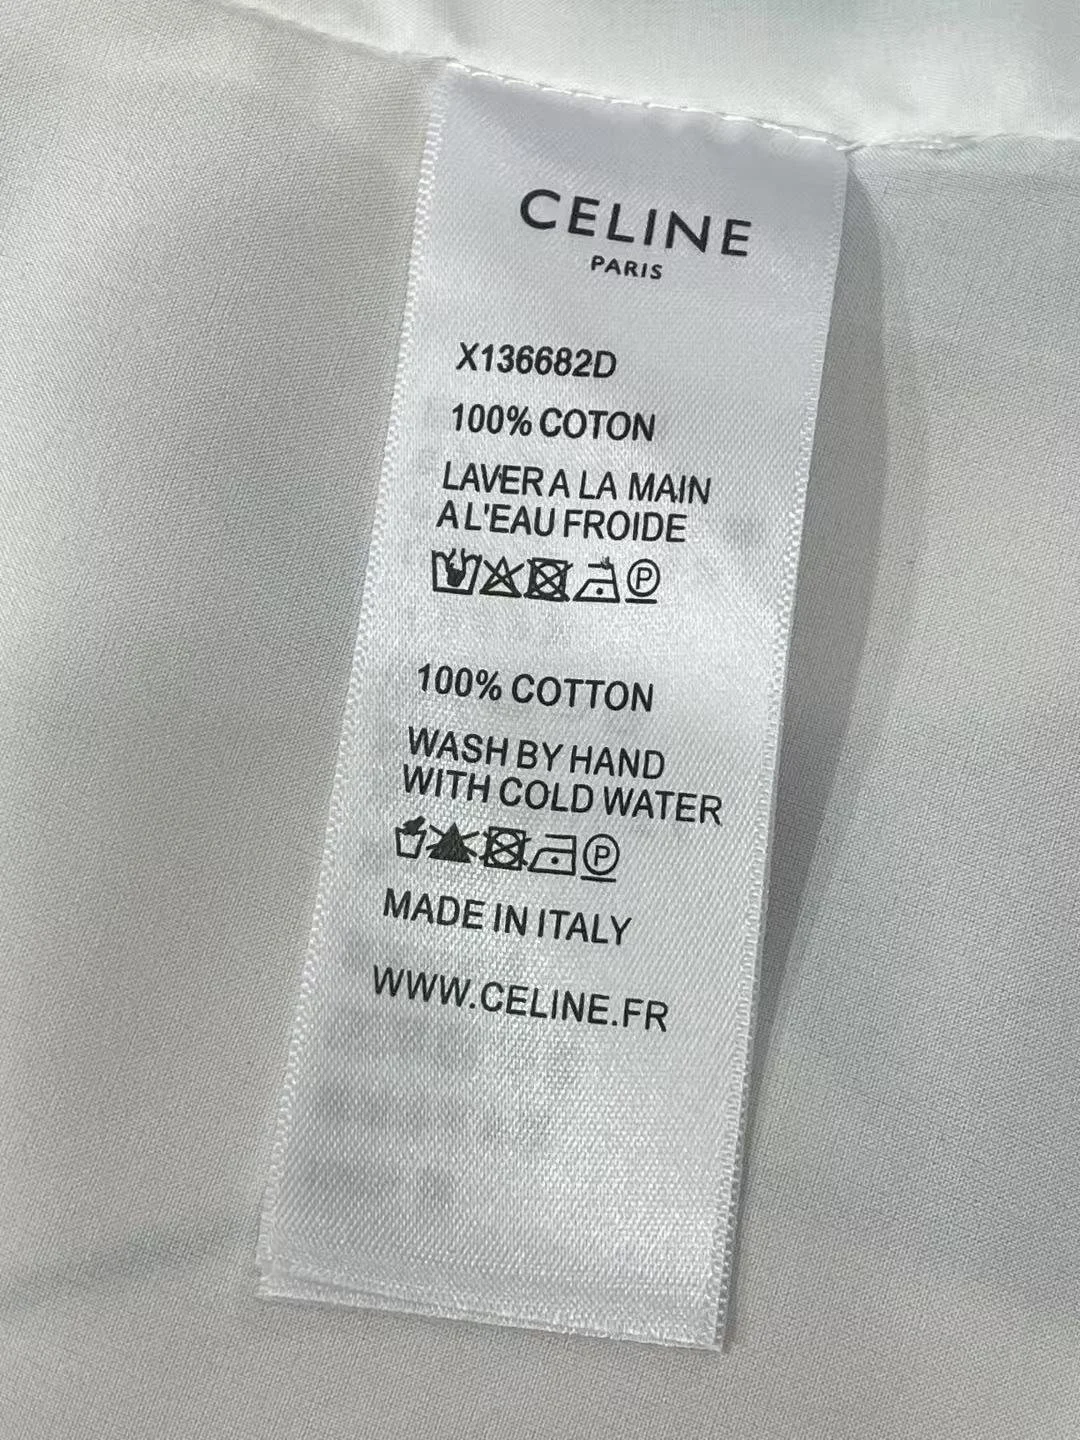 CELINE
PARIS
X136682D
100% COTON
LAVER A LA MAIN
A L'EAU FROIDE
P
100% COTTON
WASH BY HAND
WITH COLD WATER
P
MADE IN ITALY
WWW.CELINE.FR